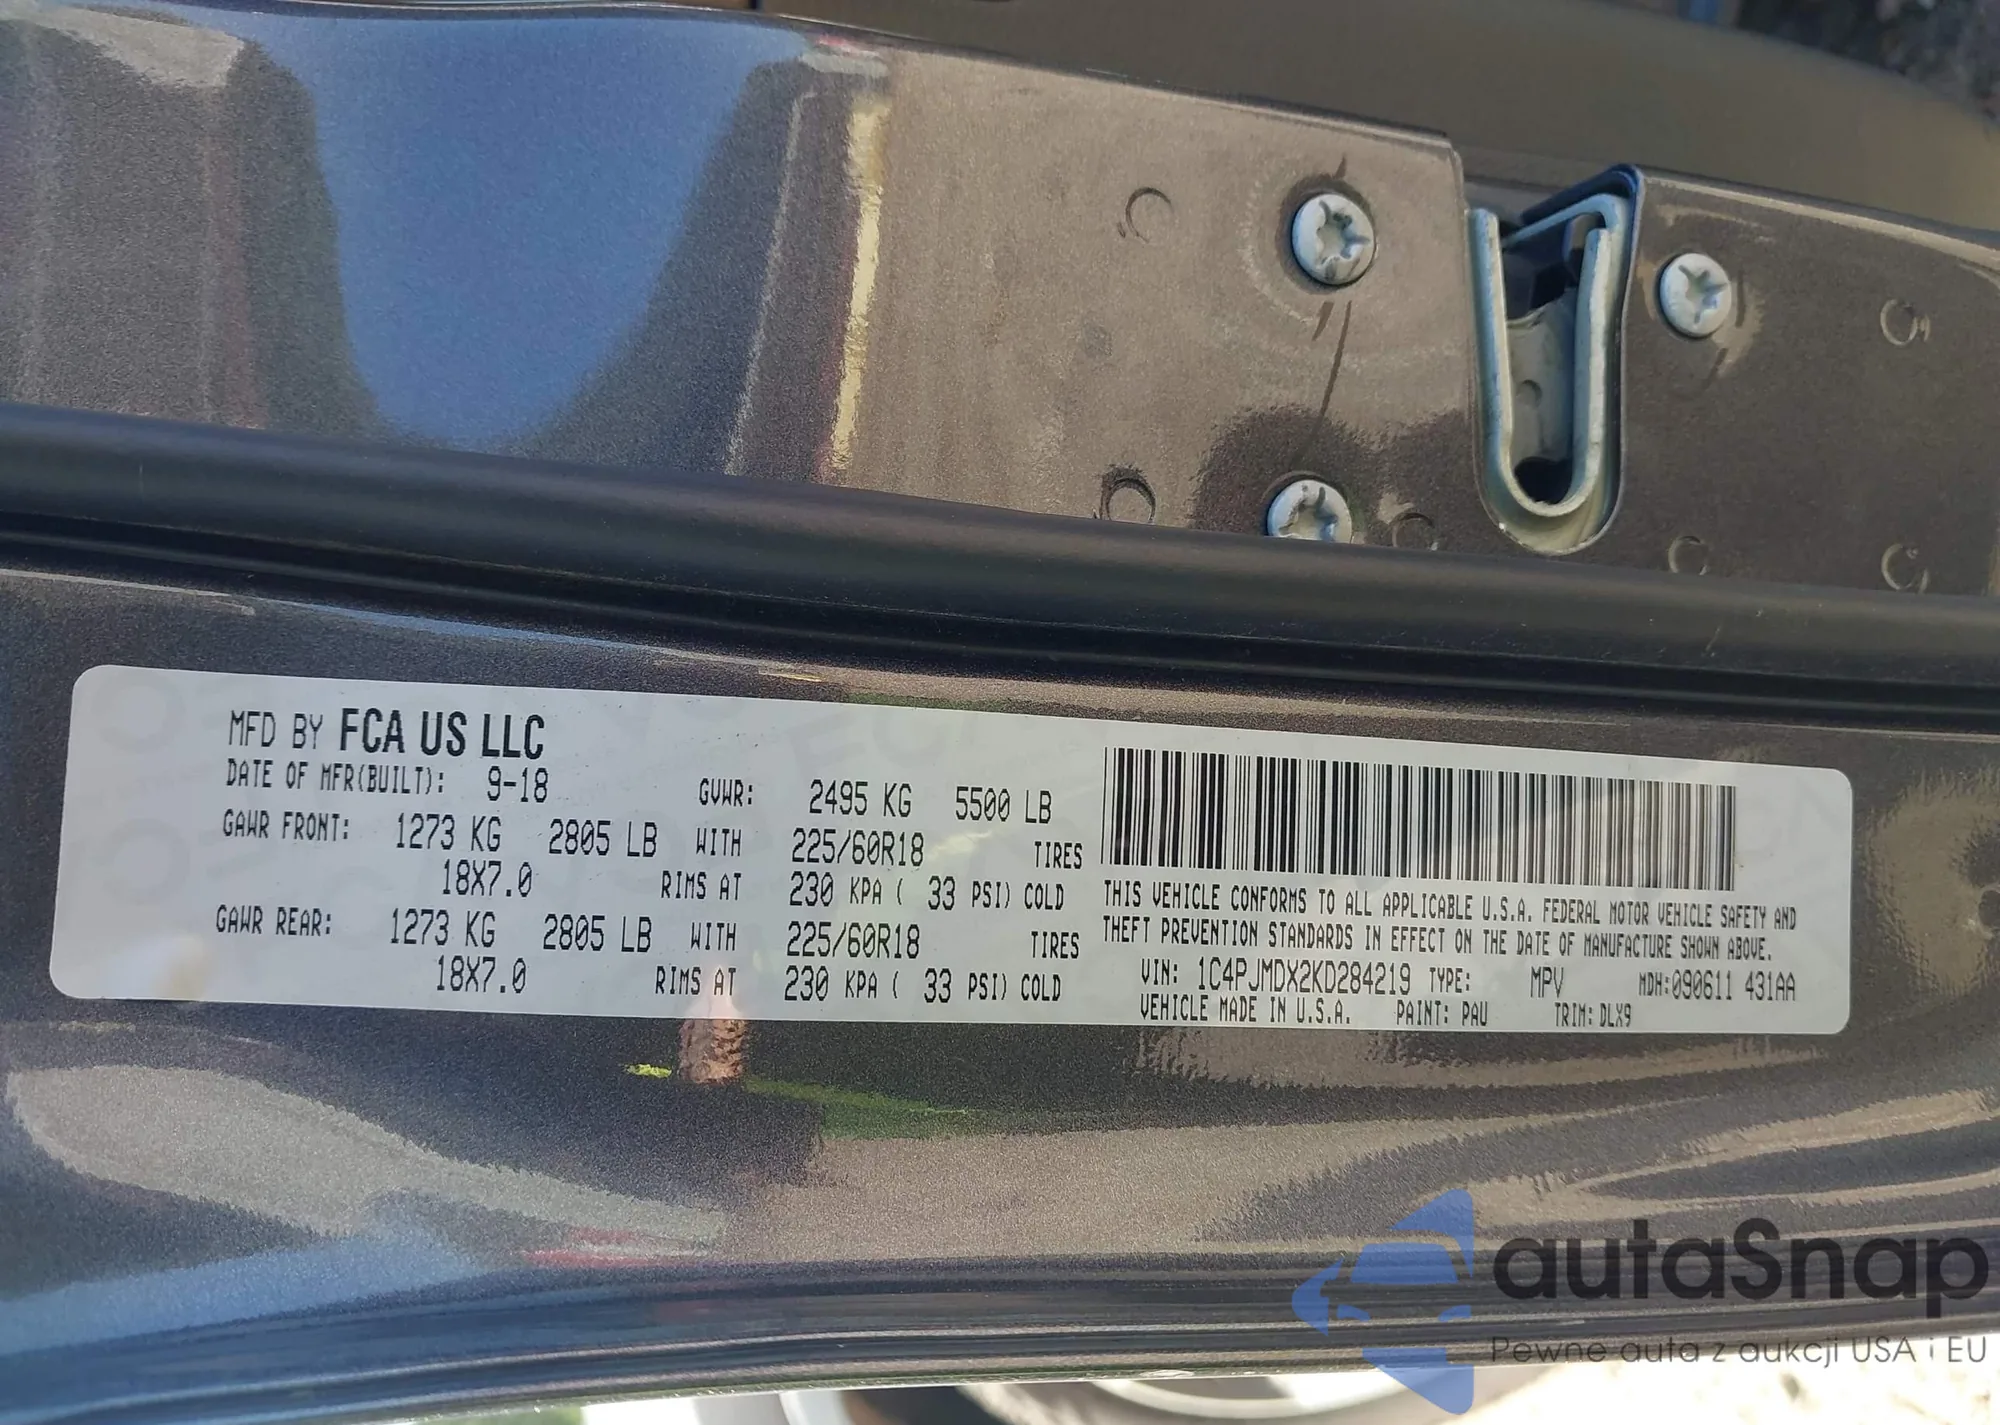 MFD BY FCA US LLC
DATE OF MFR(BUILT): 9-18 GVWR: 2495 KG 5500 LB
GAWR FRONT: 1273 KG 2805 LB WITH 225/60R18 TIRES
18X7.0 RIMS AT 230 KPA ( 33 PSI) COLD
GAWR REAR: 1273 KG 2805 LB WITH 225/60R18 TIRES
18X7.0 RIMS AT 230 KPA ( 33 PSI) COLD
THIS VEHICLE CONFORMS TO ALL APPLICABLE U.S.A. FEDERAL MOTOR VEHICLE SAFETY AND
THEFT PREVENTION STANDARDS IN EFFECT ON THE DATE OF MANUFACTURE SHOWN ABOVE.
VIN: 1C4PJMDX2KD284219 TYPE: MPV MDH:090611 431AA
VEHICLE MADE IN U.S.A. PAINT: PAU TRIM: DLX9
autaSnap
Pewne auta z aukcji USA i EU